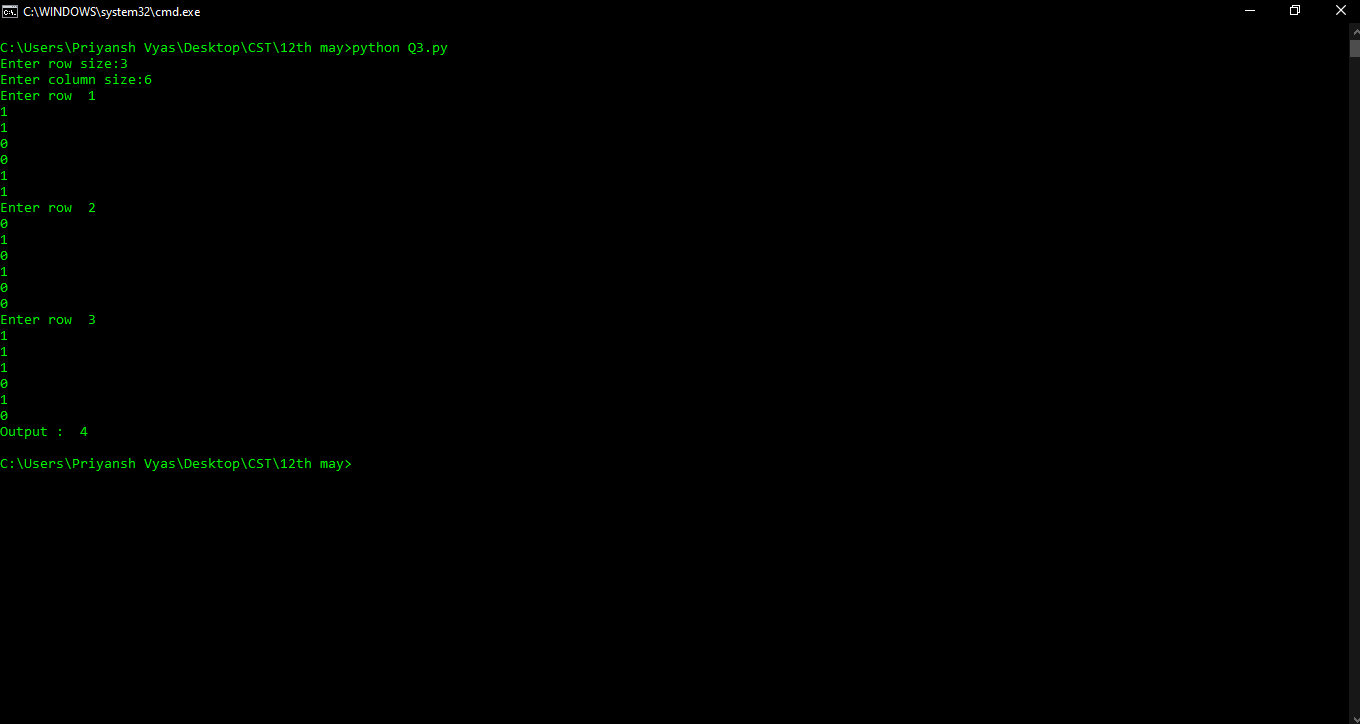 C:\WINDOWS\system32\cmd.exe
C:\Users\Priyansh Vyas\Desktop\CST\12th may>python Q3.py
Enter row size:3
Enter column size:6
Enter row  1
1
1
0
0
1
1
Enter row  2
0
1
0
1
0
0
Enter row  3
1
1
1
0
1
0
Output :  4
C:\Users\Priyansh Vyas\Desktop\CST\12th may>